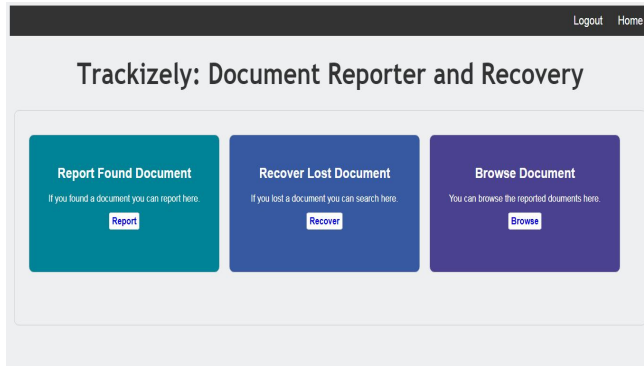 Logout Home
Trackizely: Document Reporter and Recovery
Report Found Document
If you found a document you can report here.
Report
Recover Lost Document
If you lost a document you can search here.
Recover
Browse Document
You can browse the reported douments here.
Browse